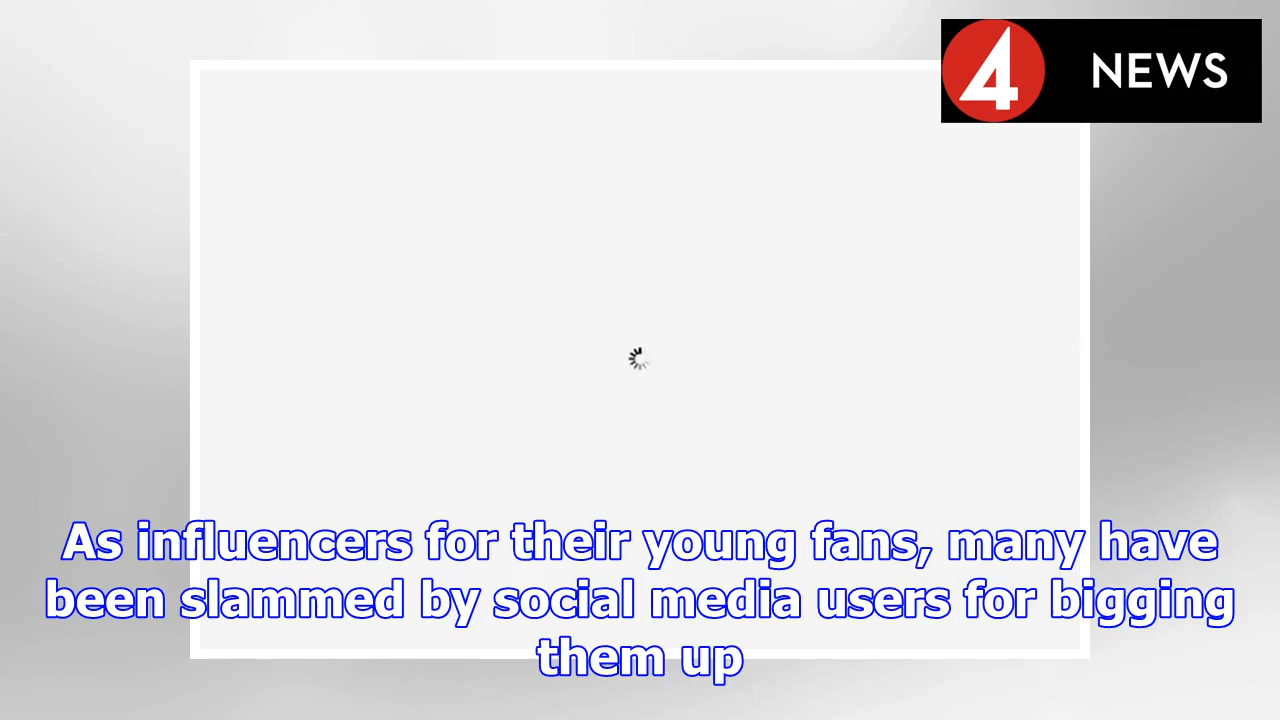 4 NEWS
As influencers for their young fans, many have
been slammed by social media users for bigging
them up